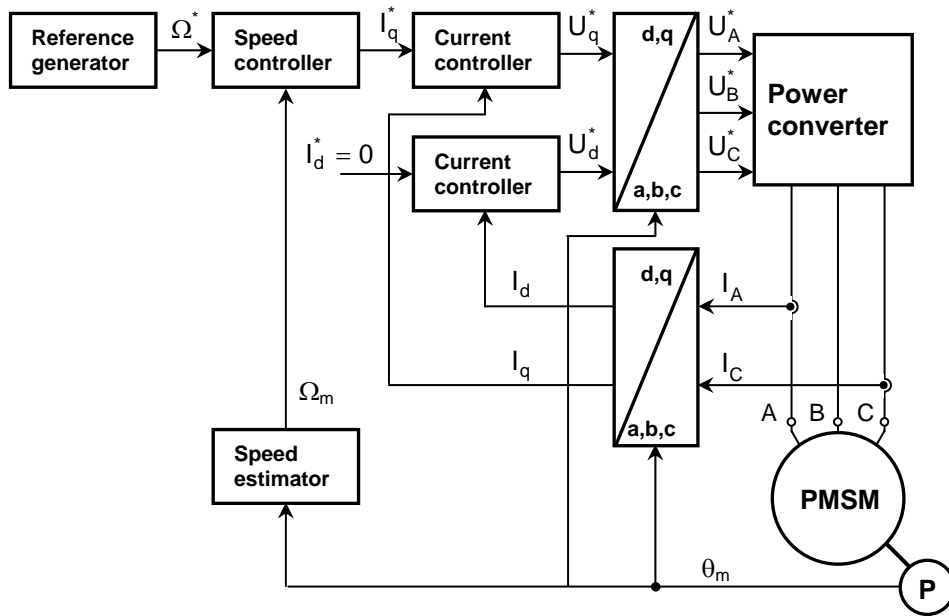 Reference
generator
Ω*
Speed
controller
I*q
Current
controller
U*q
d,q
a,b,c
U*A
U*B
U*C
Power
converter
I*d = 0
Current
controller
U*d
d,q
a,b,c
Id
Iq
IA
IC
A
B
C
PMSM
Ωm
Speed
estimator
θm
P